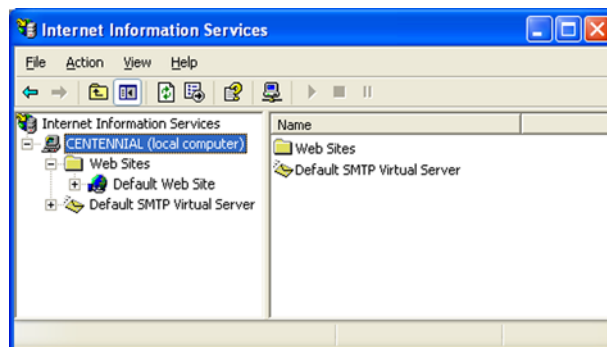 Internet Information Services
File Action View Help
Internet Information Services
CENTENNIAL (local computer)
Web Sites
Default Web Site
Default SMTP Virtual Server
Name
Web Sites
Default SMTP Virtual Server